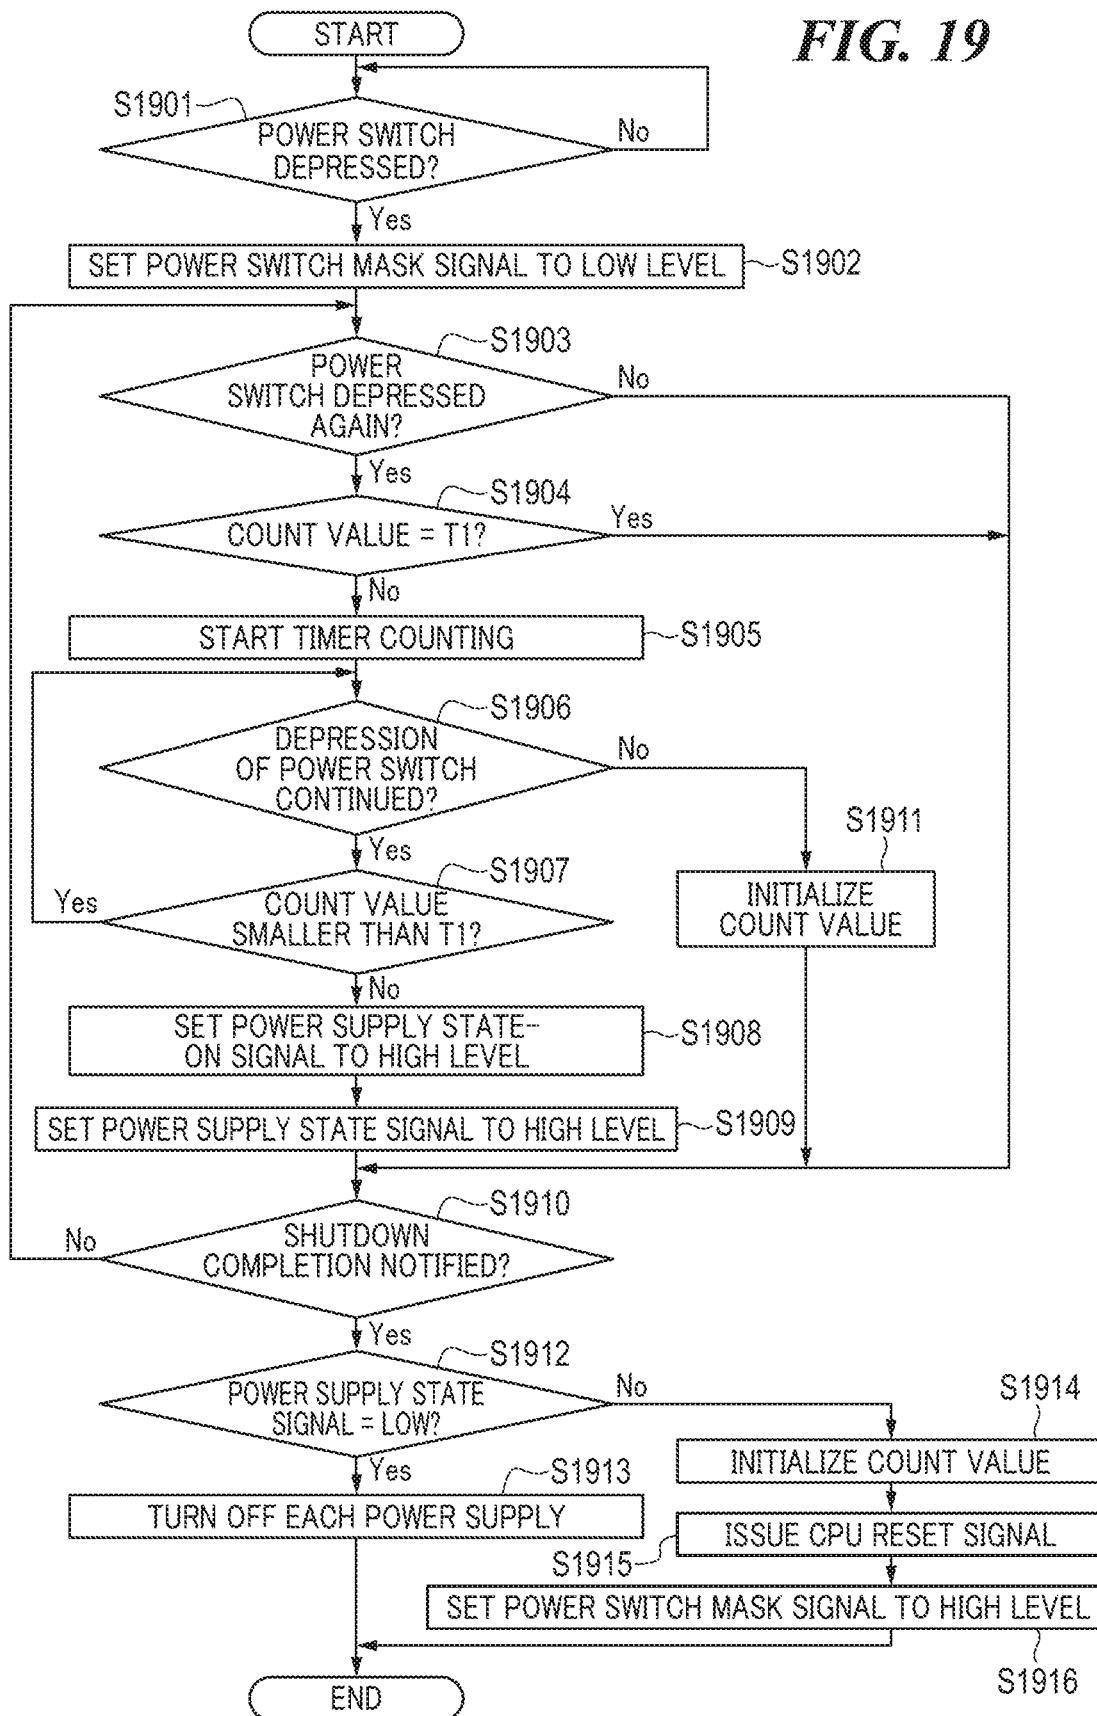 FIG. 19
START
S1901
POWER SWITCH
DEPRESSED?
No
Yes
SET POWER SWITCH MASK SIGNAL TO LOW LEVEL
S1902
S1903
POWER
SWITCH DEPRESSED
AGAIN?
No
Yes
S1904
COUNT VALUE = T1?
Yes
No
START TIMER COUNTING
S1905
S1906
DEPRESSION
OF POWER SWITCH
CONTINUED?
No
Yes
S1911
INITIALIZE
COUNT VALUE
S1907
COUNT VALUE
SMALLER THAN T1?
Yes
No
SET POWER SUPPLY STATE-
ON SIGNAL TO HIGH LEVEL
S1908
SET POWER SUPPLY STATE SIGNAL TO HIGH LEVEL
S1909
S1910
SHUTDOWN
COMPLETION NOTIFIED?
No
Yes
S1912
POWER SUPPLY STATE
SIGNAL = LOW?
No
Yes
S1913
TURN OFF EACH POWER SUPPLY
S1914
INITIALIZE COUNT VALUE
ISSUE CPU RESET SIGNAL
S1915
SET POWER SWITCH MASK SIGNAL TO HIGH LEVEL
S1916
END